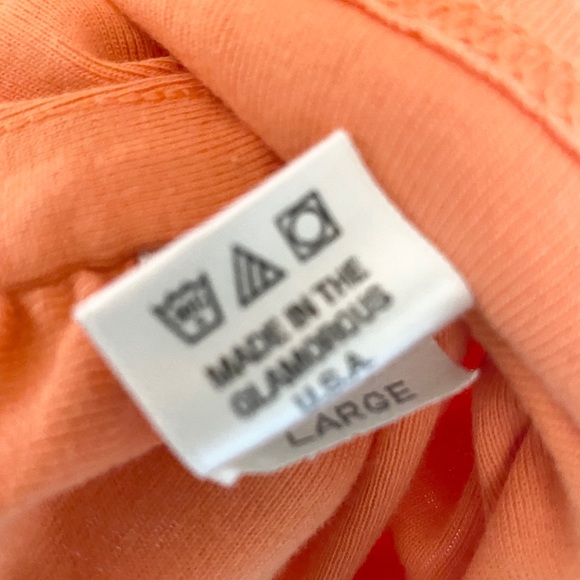 MADE IN THE
GLAMOROUS
U.S.A.
LARGE